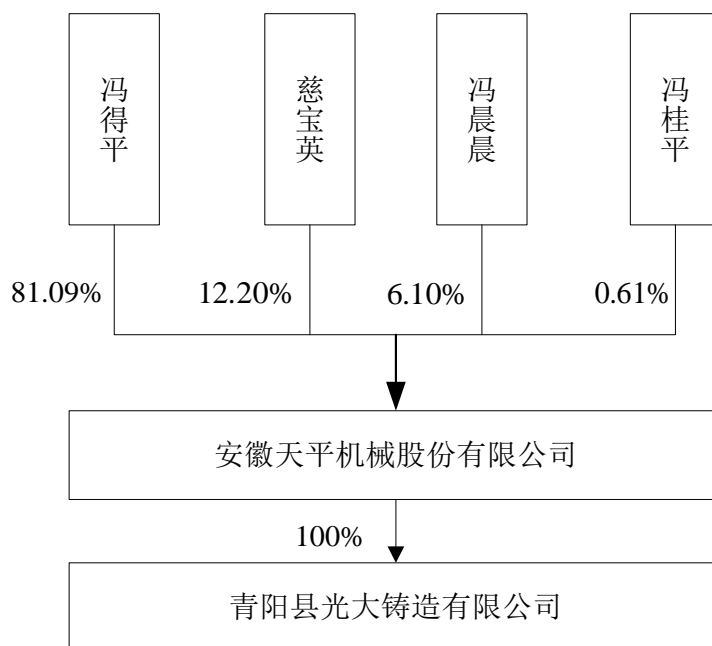 冯得平
慈宝英
冯晨晨
冯桂平
81.09%
12.20%
6.10%
0.61%
安徽天平机械股份有限公司
100%
青阳县光大铸造有限公司